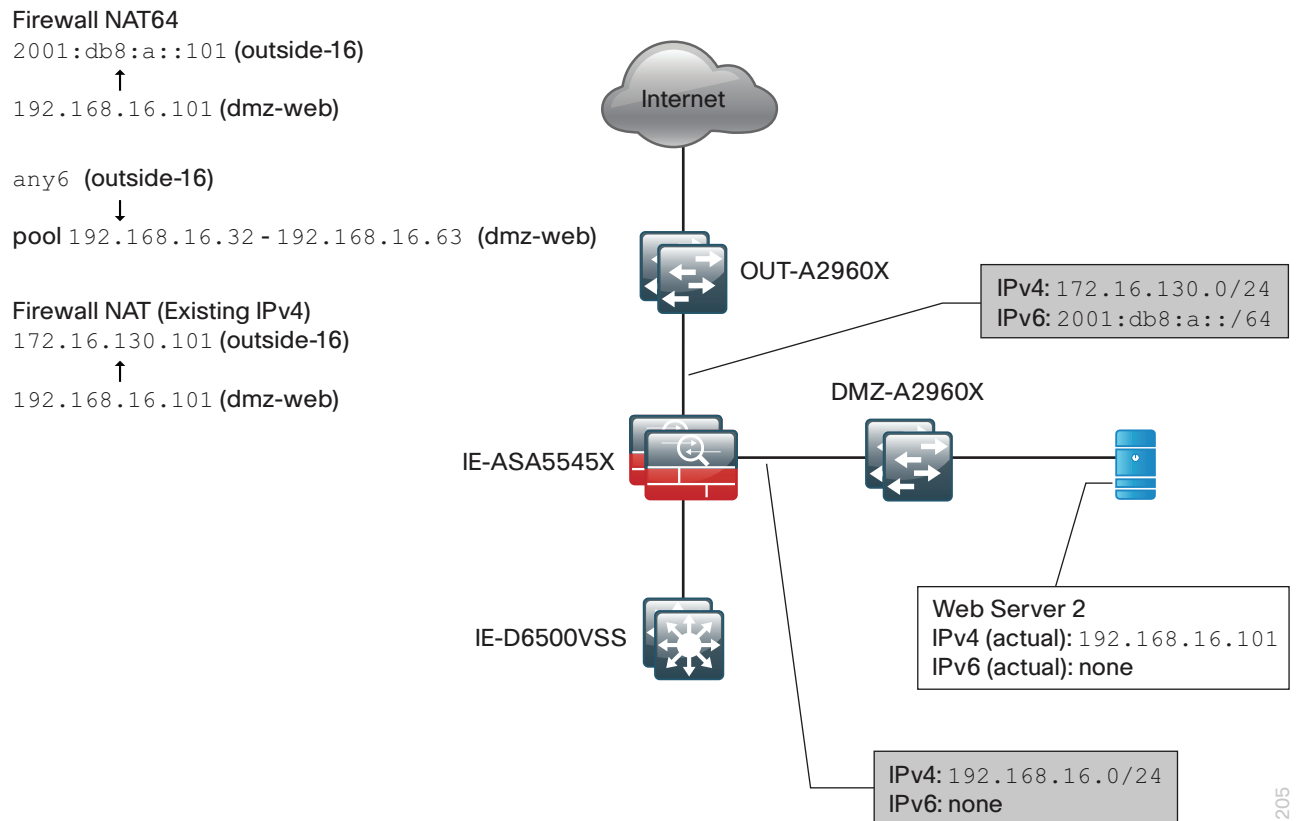 Firewall NAT64
2001:db8:a::101 (outside-16)
192.168.16.101 (dmz-web)
any6 (outside-16)
pool 192.168.16.32 - 192.168.16.63 (dmz-web)
Firewall NAT (Existing IPv4)
172.16.130.101 (outside-16)
192.168.16.101 (dmz-web)
Internet
OUT-A2960X
IPv4: 172.16.130.0/24
IPv6: 2001:db8:a::/64
DMZ-A2960X
IE-ASA5545X
IE-D6500VSS
Web Server 2
IPv4 (actual): 192.168.16.101
IPv6 (actual): none
IPv4: 192.168.16.0/24
IPv6: none
205